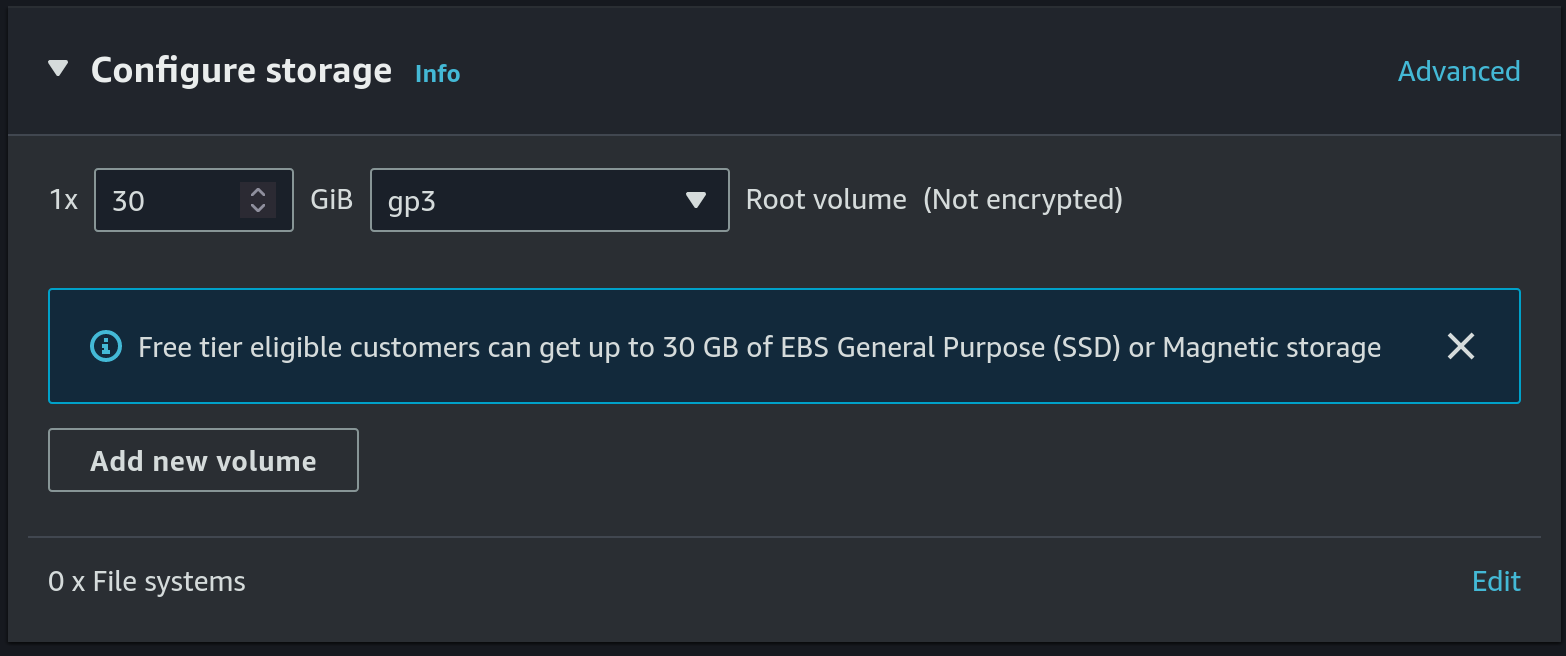 Configure storage Info Advanced
1x 30 GiB gp3 Root volume (Not encrypted)
Free tier eligible customers can get up to 30 GB of EBS General Purpose (SSD) or Magnetic storage
Add new volume
0 x File systems Edit